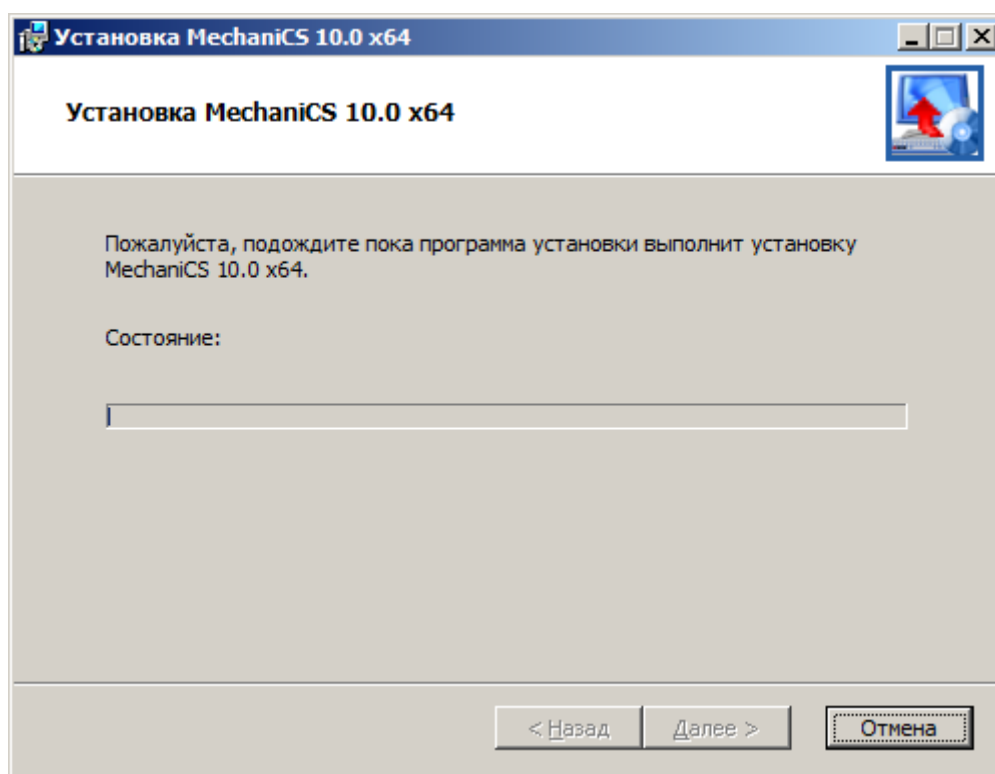 Установка MechaniCS 10.0 x64
Установка MechaniCS 10.0 x64
Пожалуйста, подождите пока программа установки выполнит установку
MechaniCS 10.0 x64.
Состояние:
< Назад Далее > Отмена